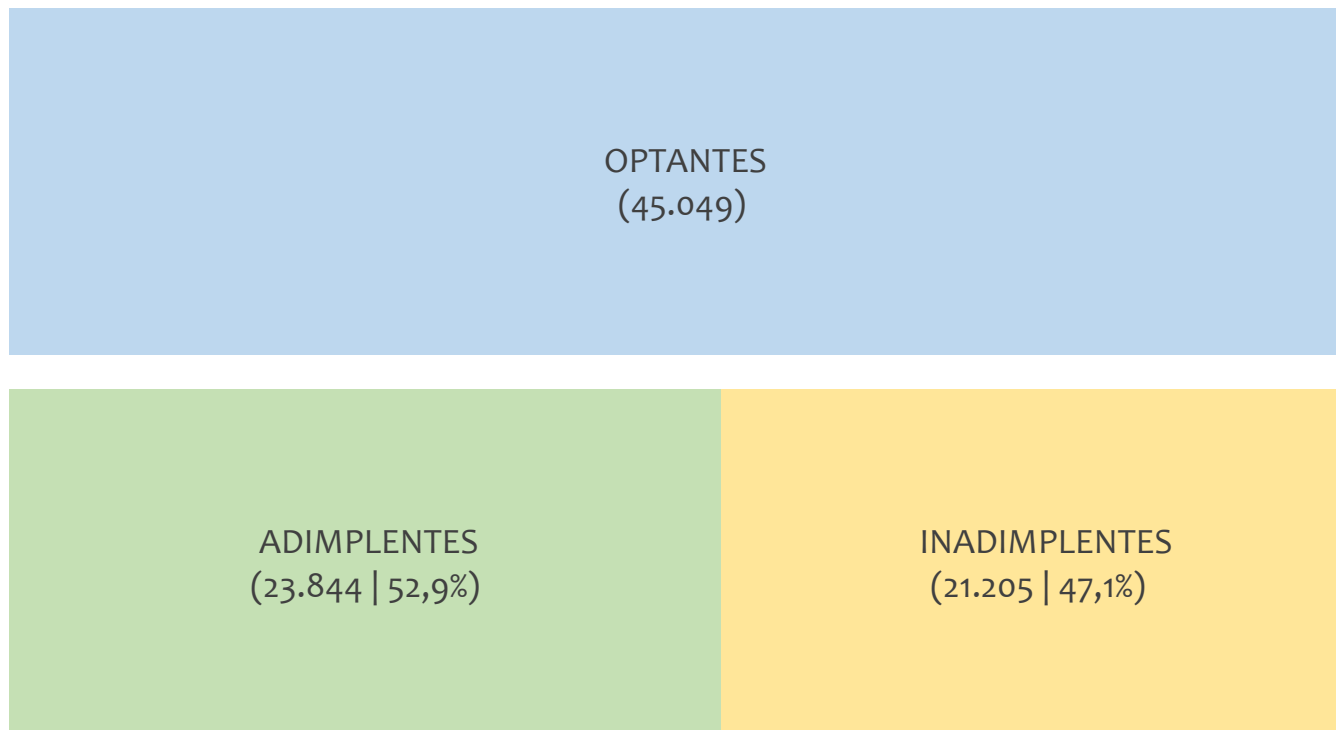 OPTANTES
(45.049)
ADIMPLENTES
(23.844 | 52,9%)
INADIMPLENTES
(21.205 | 47,1%)